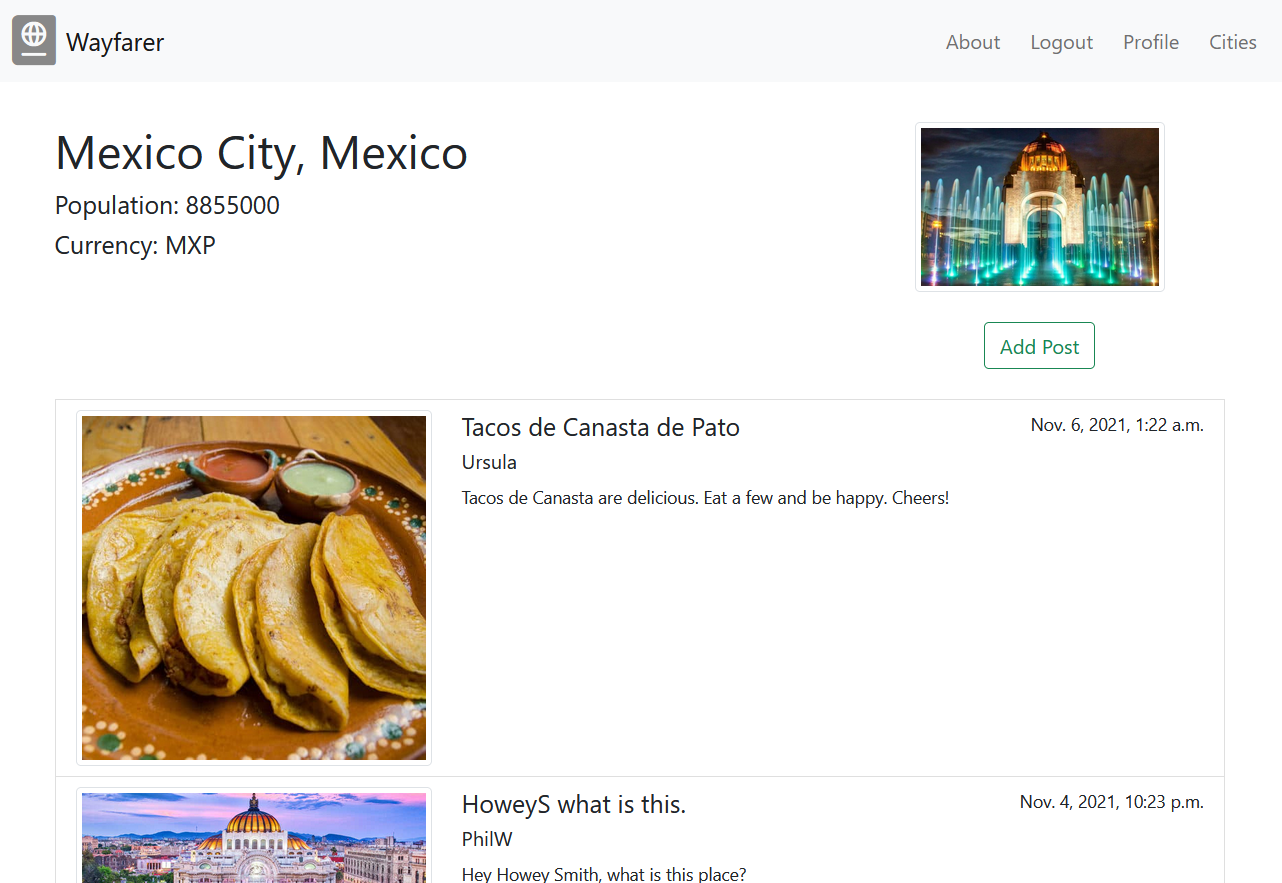 Wayfarer
About Logout Profile Cities
Mexico City, Mexico
Population: 8855000
Currency: MXP
Add Post
Tacos de Canasta de Pato
Nov. 6, 2021, 1:22 a.m.
Ursula
Tacos de Canasta are delicious. Eat a few and be happy. Cheers!
HoweyS what is this.
Nov. 4, 2021, 10:23 p.m.
PhilW
Hey Howey Smith, what is this place?